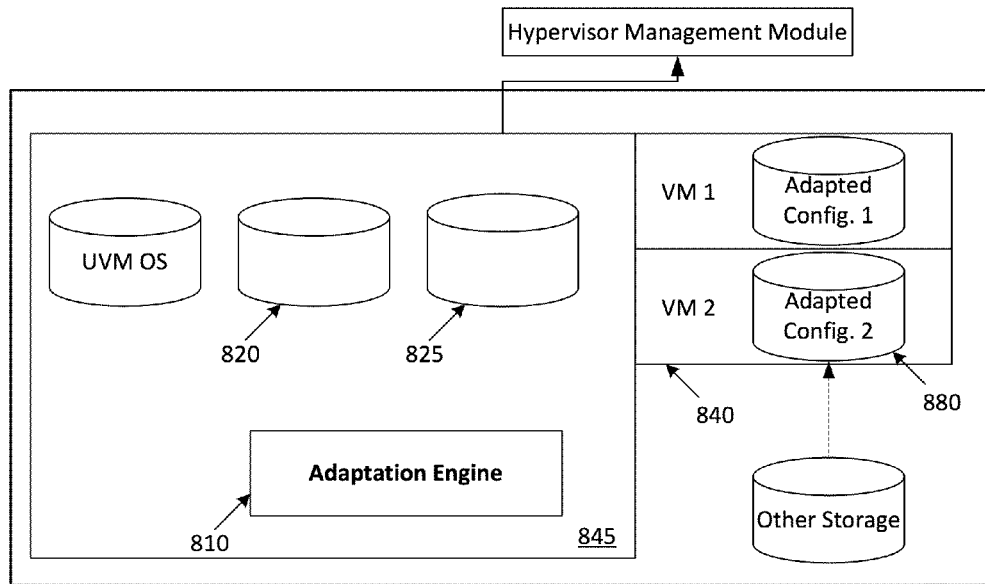 Hypervisor Management Module
UVM OS
820
825
VM 1
Adapted
Config. 1
VM 2
Adapted
Config. 2
840
880
Adaptation Engine
810
845
Other Storage